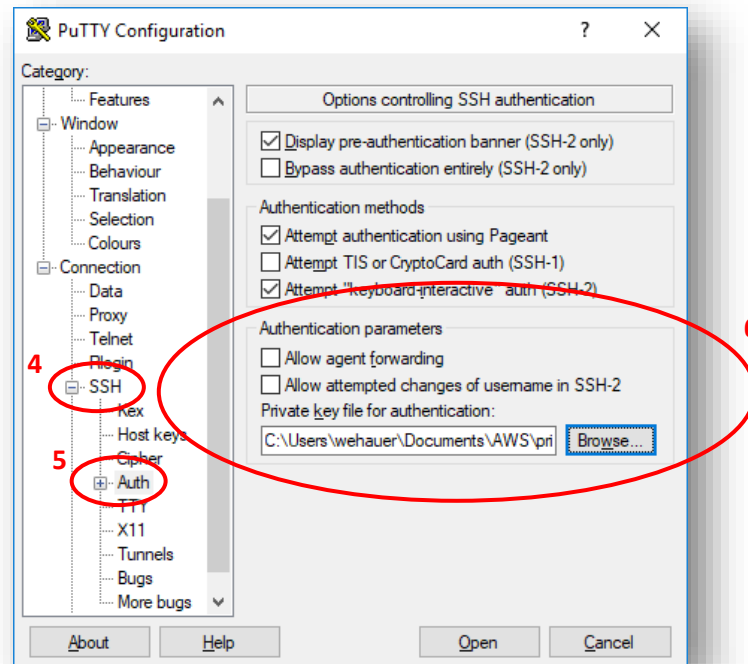 PuTTY Configuration
? ×
Category:
Features
Window
Appearance
Behaviour
Translation
Selection
Colours
Connection
Data
Proxy
Telnet
Rlogin
4
SSH
Kex
Host keys
Cipher
5
Auth
TTY
X11
Tunnels
Bugs
More bugs
Options controlling SSH authentication
Display pre-authentication banner (SSH-2 only)
Bypass authentication entirely (SSH-2 only)
Authentication methods
Attempt authentication using Pageant
Attempt TIS or CryptoCard auth (SSH-1)
Attempt "keyboard-interactive" auth (SSH-2)
Authentication parameters
Allow agent forwarding
Allow attempted changes of username in SSH-2
Private key file for authentication:
C:\Users\wehauer\Documents\AWS\pri Browse...
About Help Open Cancel